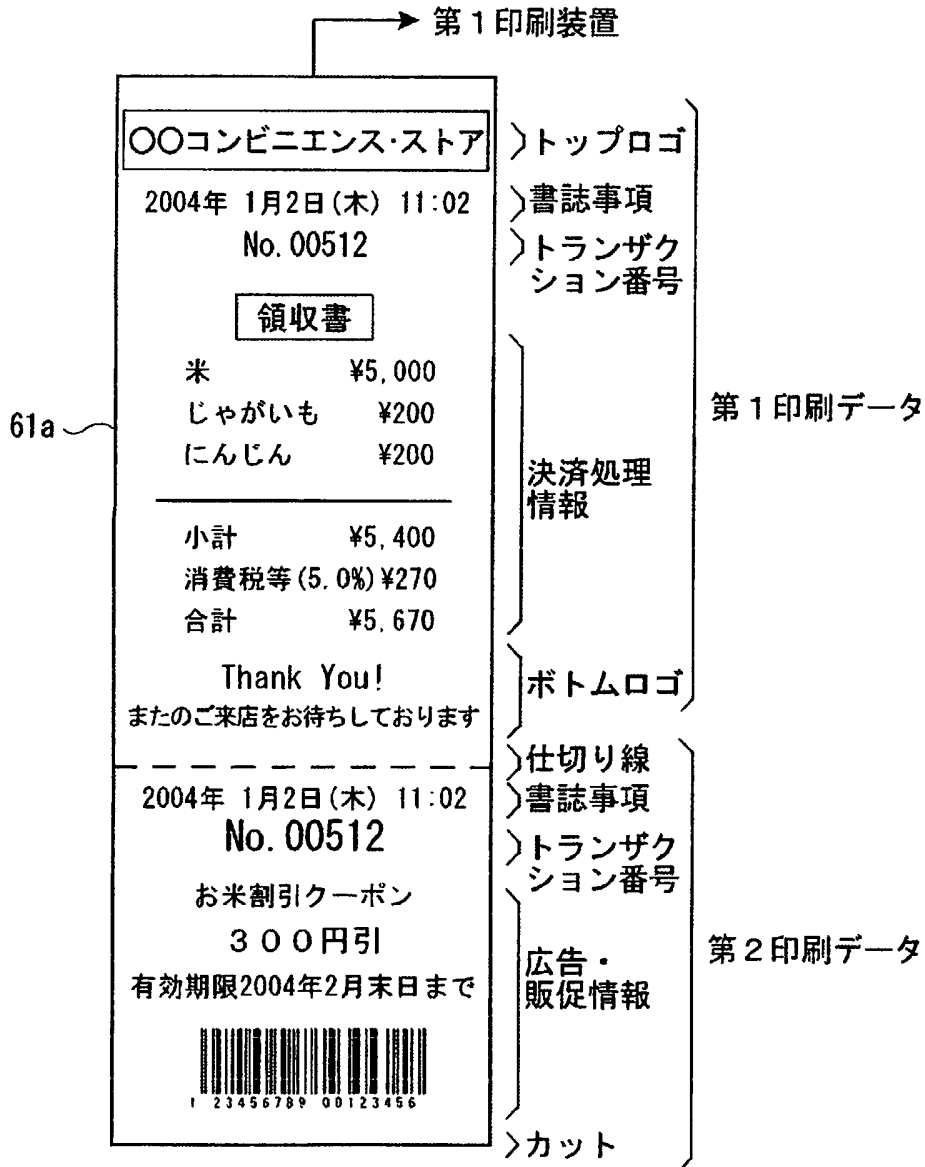 第1印刷装置
○○コンビニエンス・ストア
トップロゴ
2004年 1月2日(木) 11:02
書誌事項
No.00512
トランザク
ション番号
領収書
米 ¥5,000
じゃがいも ¥200
にんじん ¥200
61a
決済処理
情報
第1印刷データ
小計 ¥5,400
消費税等(5.0%)¥270
合計 ¥5,670
Thank You!
またのご来店をお待ちしております
ボトムロゴ
仕切り線
2004年 1月2日(木) 11:02
書誌事項
No.00512
トランザク
ション番号
お米割引クーポン
300円引
有効期限2004年2月末日まで
広告・
販促情報
第2印刷データ
1 23456789 00123456
カット